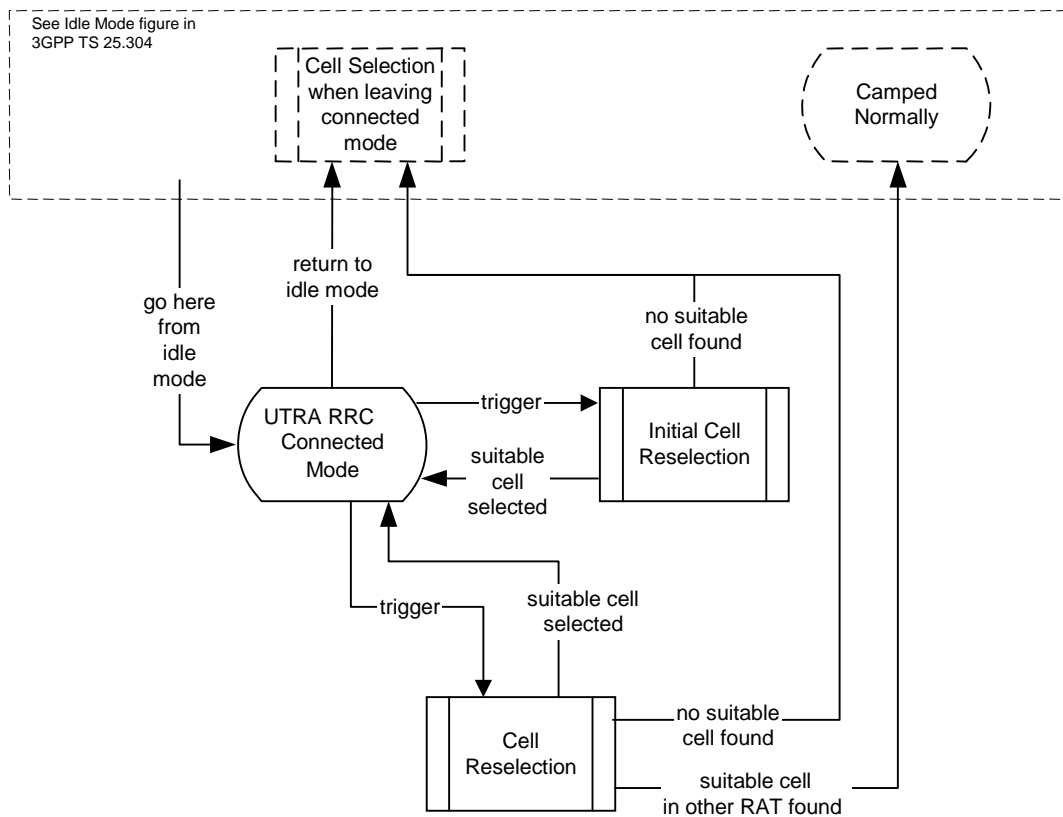 See Idle Mode figure in
3GPP TS 25.304
Cell Selection
when leaving
connected
mode
Camped
Normally
return to
idle mode
go here
from
idle
mode
no suitable
cell found
UTRA RRC
Connected
Mode
trigger
Initial Cell
Reselection
suitable
cell
selected
trigger
suitable cell
selected
Cell
Reselection
no suitable
cell found
suitable cell
in other RAT found